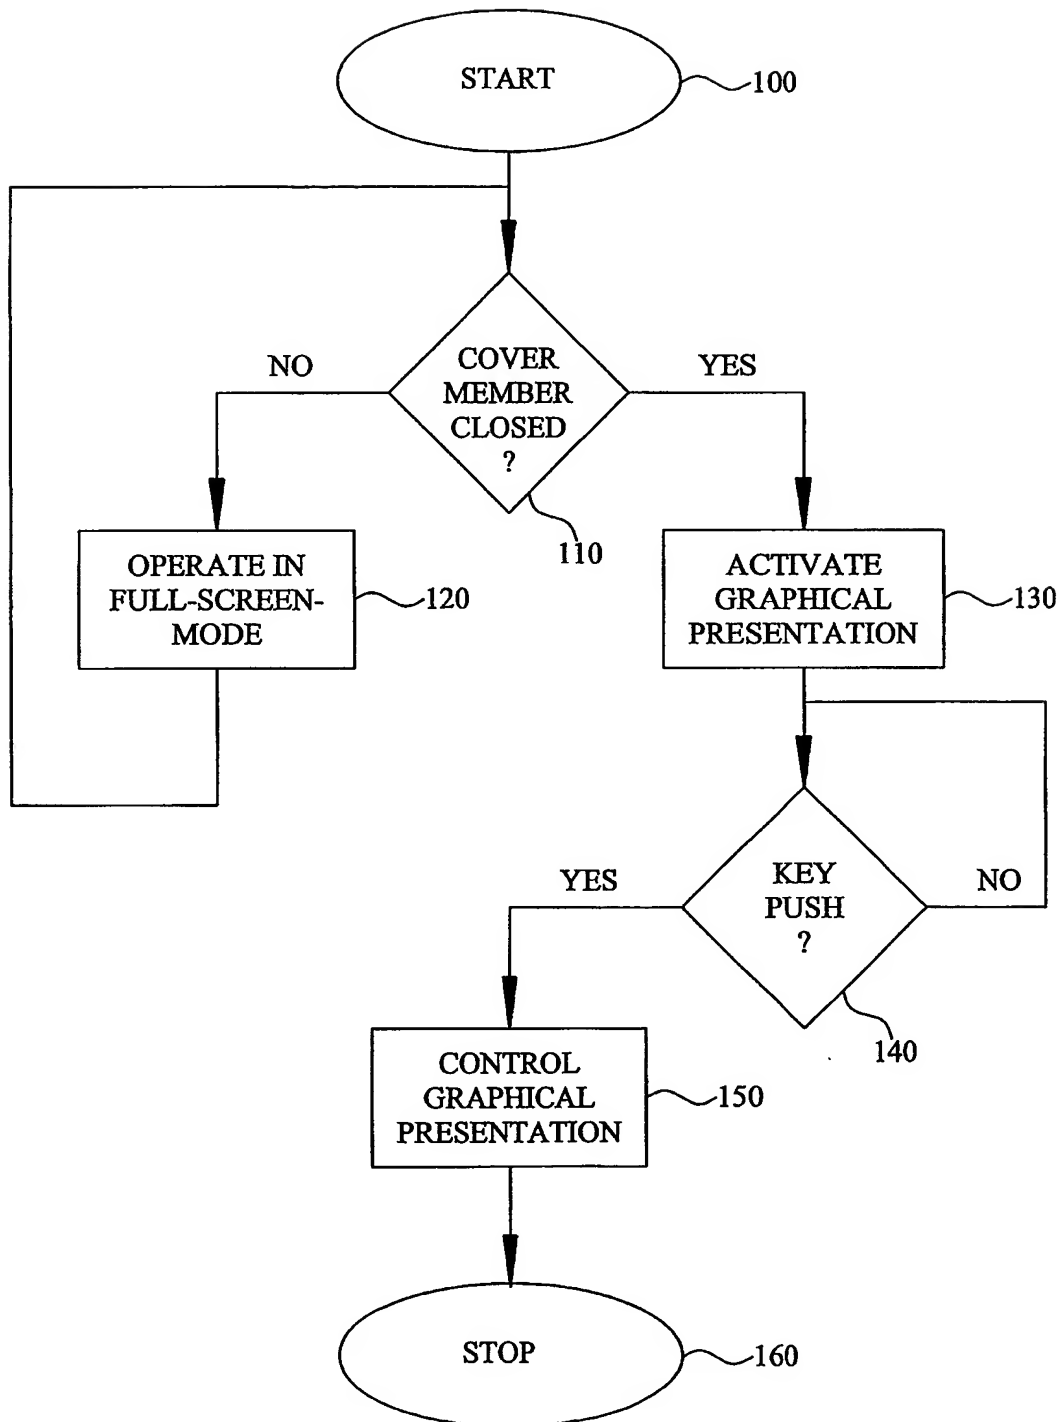 START
100
NO
COVER
MEMBER
CLOSED
?
YES
110
OPERATE IN
FULL-SCREEN-
MODE
120
ACTIVATE
GRAPHICAL
PRESENTATION
130
YES
KEY
PUSH
?
NO
140
CONTROL
GRAPHICAL
PRESENTATION
150
STOP
160